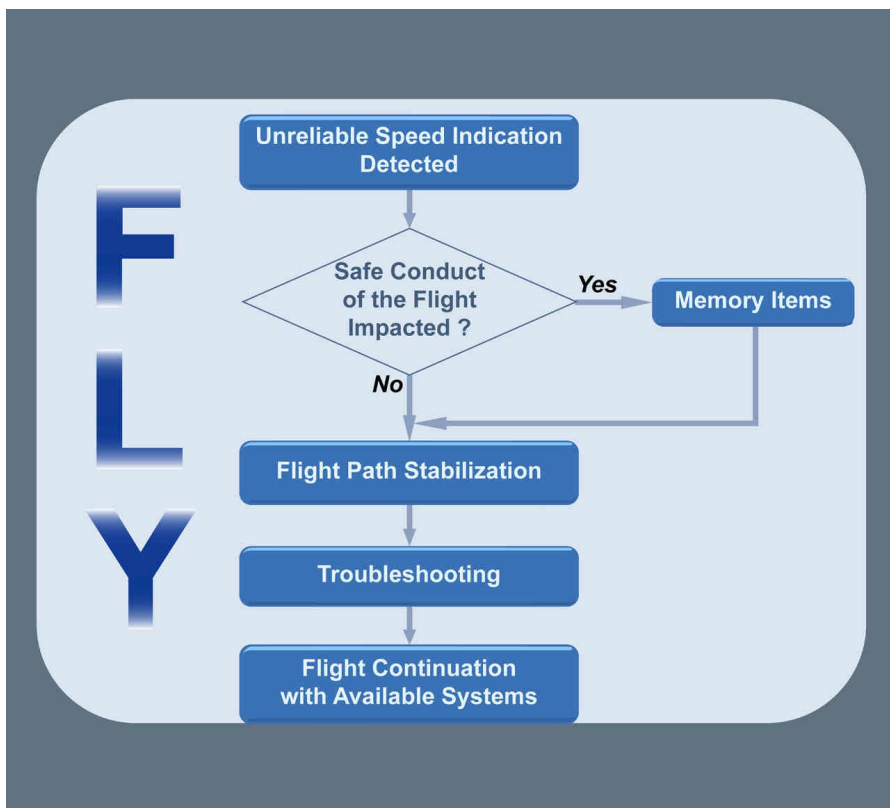 Unreliable Speed Indication
Detected
F
L
Y
Safe Conduct
of the Flight
Impacted ?
Yes
Memory Items
No
Flight Path Stabilization
Troubleshooting
Flight Continuation
with Available Systems